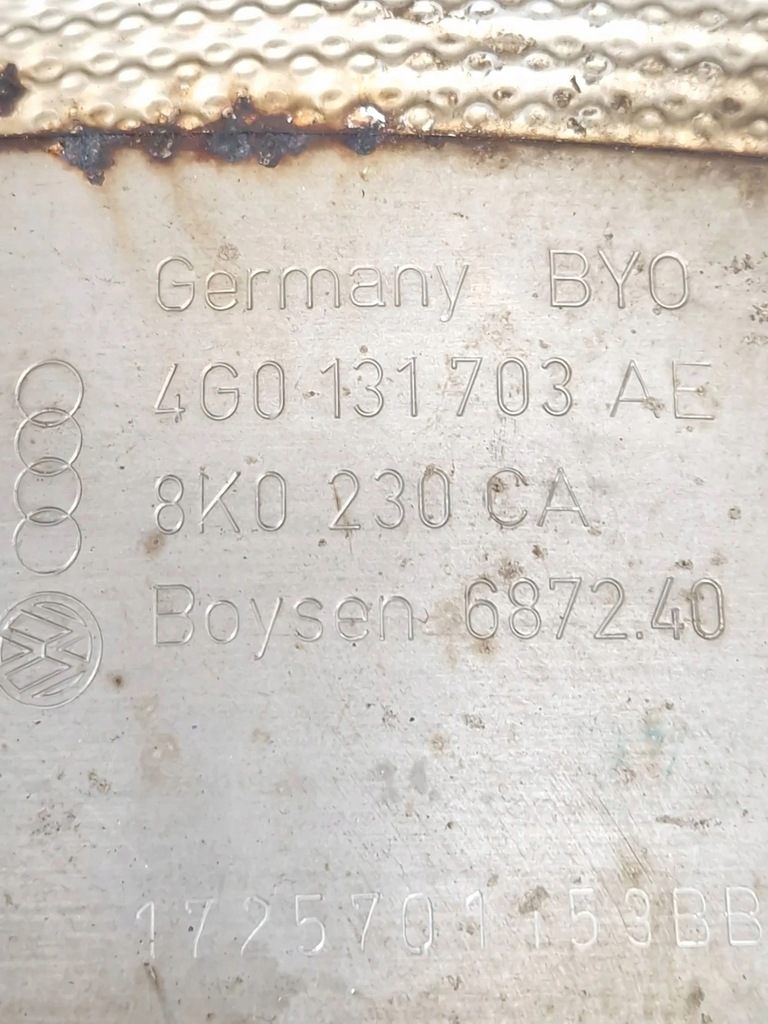 Germany BYO
4G0 131 703 AE
8K0 230 CA
Boysen 6872.40
1725701153BB